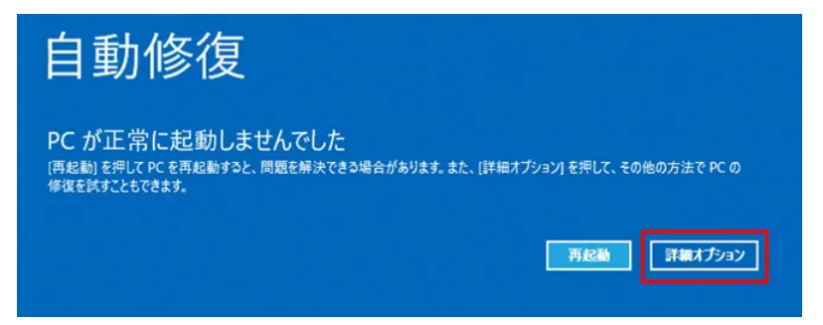 自動修復
PC が正常に起動しませんでした
[再起動] を押して PC を再起動すると、問題を解決できる場合があります。また、[詳細オプション] を押して、その他の方法で PC の
修復を試すこともできます。
再起動 詳細オプション